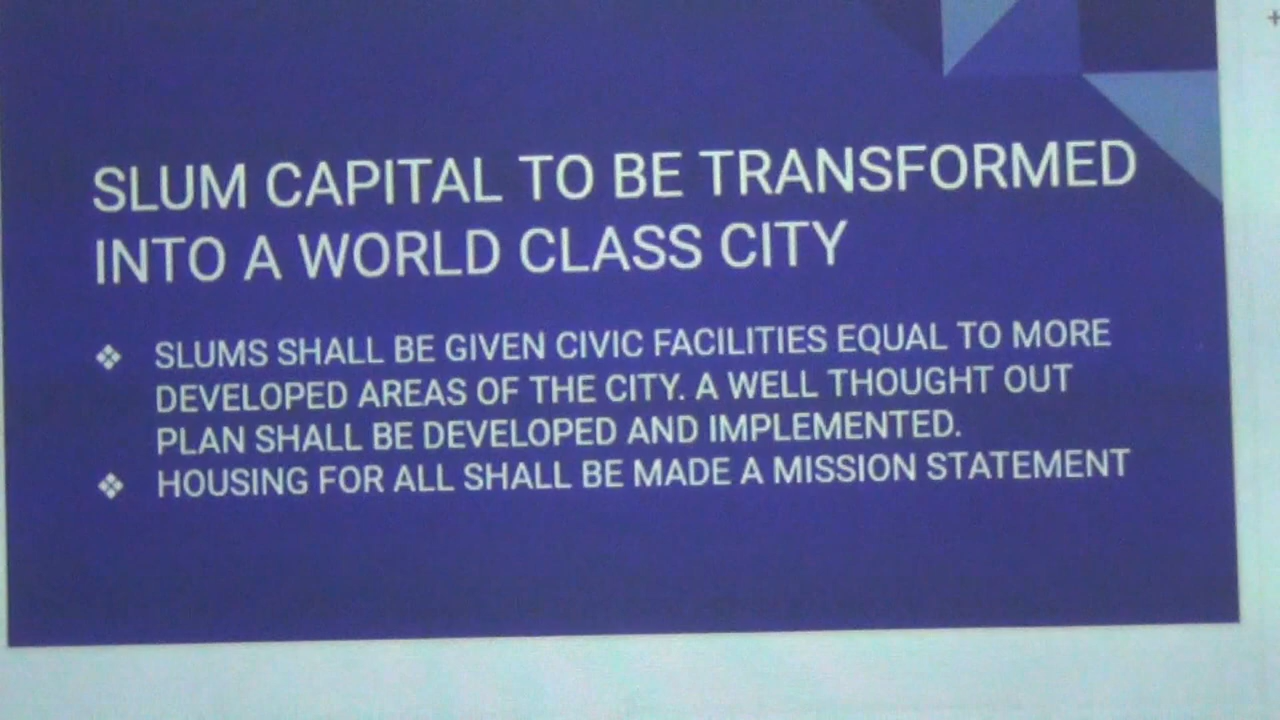 SLUM CAPITAL TO BE TRANSFORMED
INTO A WORLD CLASS CITY
❖ SLUMS SHALL BE GIVEN CIVIC FACILITIES EQUAL TO MORE
DEVELOPED AREAS OF THE CITY. A WELL THOUGHT OUT
PLAN SHALL BE DEVELOPED AND IMPLEMENTED.
❖ HOUSING FOR ALL SHALL BE MADE A MISSION STATEMENT